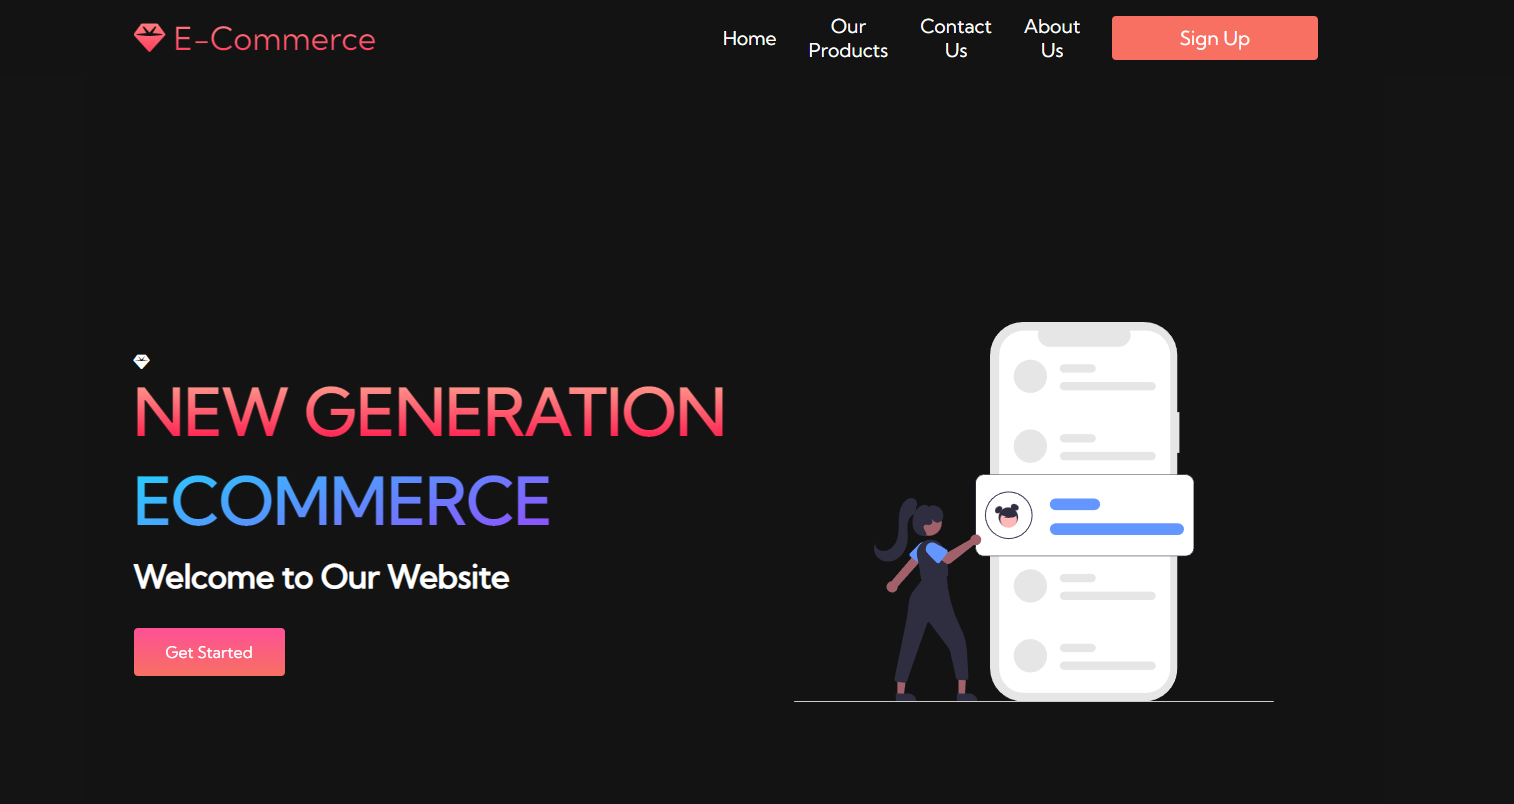 E-Commerce
Home
Our
Products
Contact
Us
About
Us
Sign Up
NEW GENERATION
ECOMMERCE
Welcome to Our Website
Get Started